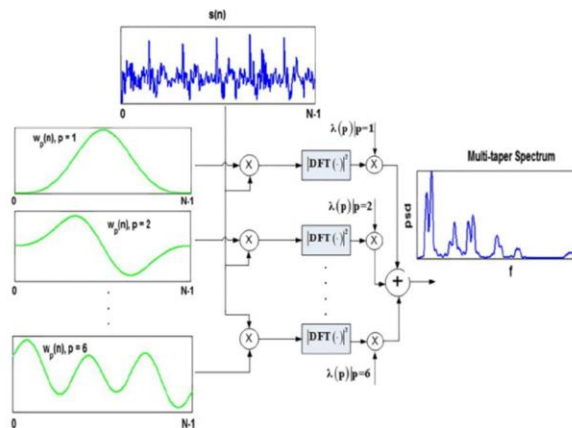 s(n)
0 N-1
w_p(n), p = 1
0 N-1
λ(p)|p=1
|DFT(·)|²
X
X
Multi-taper Spectrum
psd
f
w_p(n), p = 2
0 N-1
λ(p)|p=2
X
|DFT(·)|²
X
+
w_p(n), p = 6
0 N-1
X
|DFT(·)|²
X
λ(p)|p=6